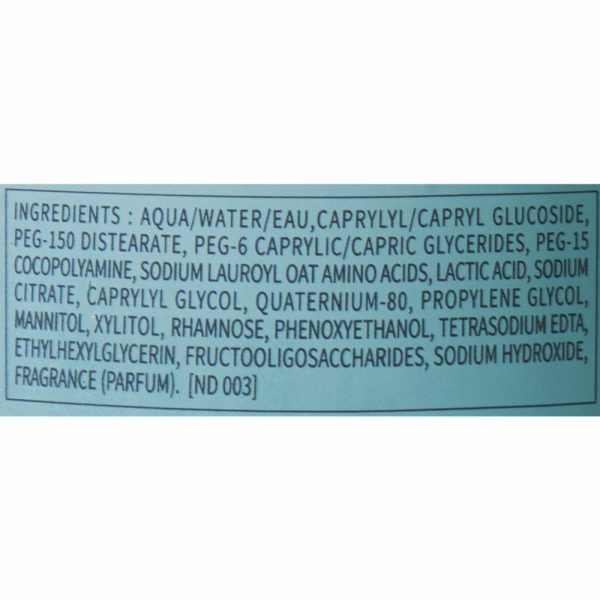 INGREDIENTS : AQUA/WATER/EAU,CAPRYLYL/CAPRYL GLUCOSIDE,
PEG-150 DISTEARATE, PEG-6 CAPRYLIC/CAPRIC GLYCERIDES, PEG-15
COCOPOLYAMINE, SODIUM LAUROYL OAT AMINO ACIDS, LACTIC ACID, SODIUM
CITRATE, CAPRYLYL GLYCOL, QUATERNIUM-80, PROPYLENE GLYCOL,
MANNITOL, XYLITOL, RHAMNOSE, PHENOXYETHANOL, TETRASODIUM EDTA,
ETHYLHEXYLGLYCERIN, FRUCTOOLIGOSACCHARIDES, SODIUM HYDROXIDE,
FRAGRANCE (PARFUM). [ND 003]